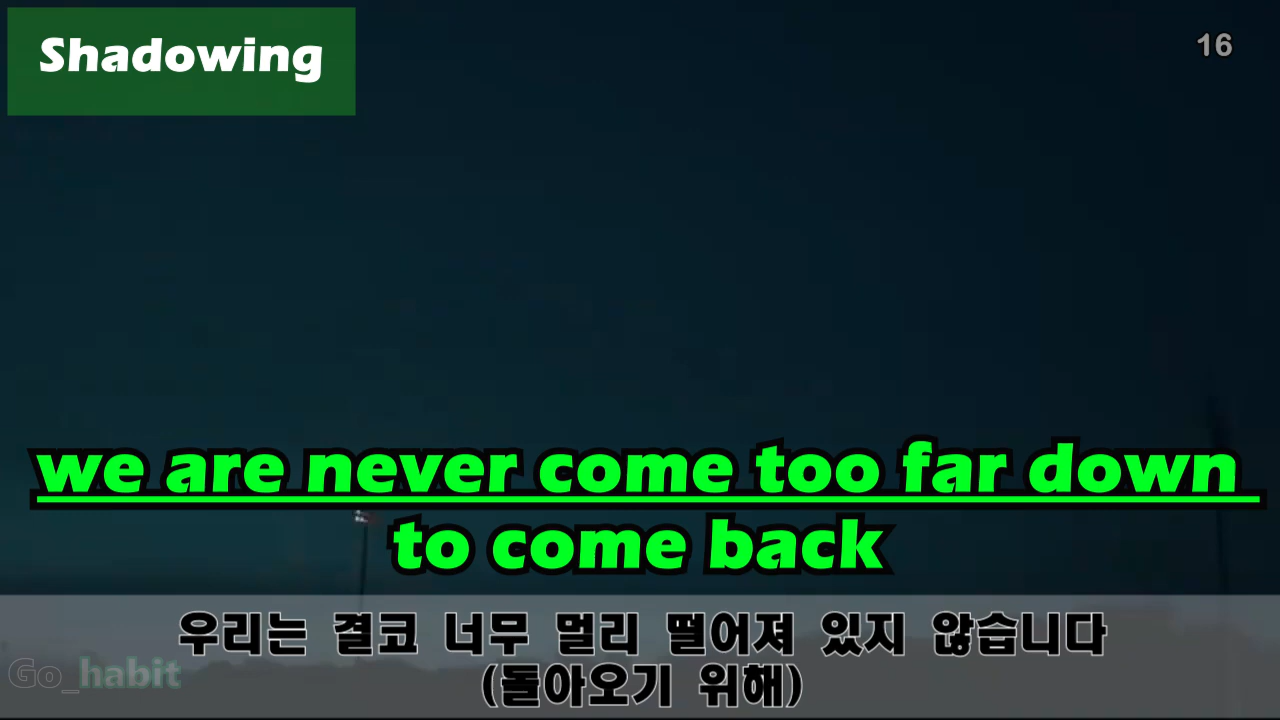 Shadowing
16
we are never come too far down
to come back
우리는 결코 너무 멀리 떨어져 있지 않습니다
(돌아오기 위해)
Go_habit